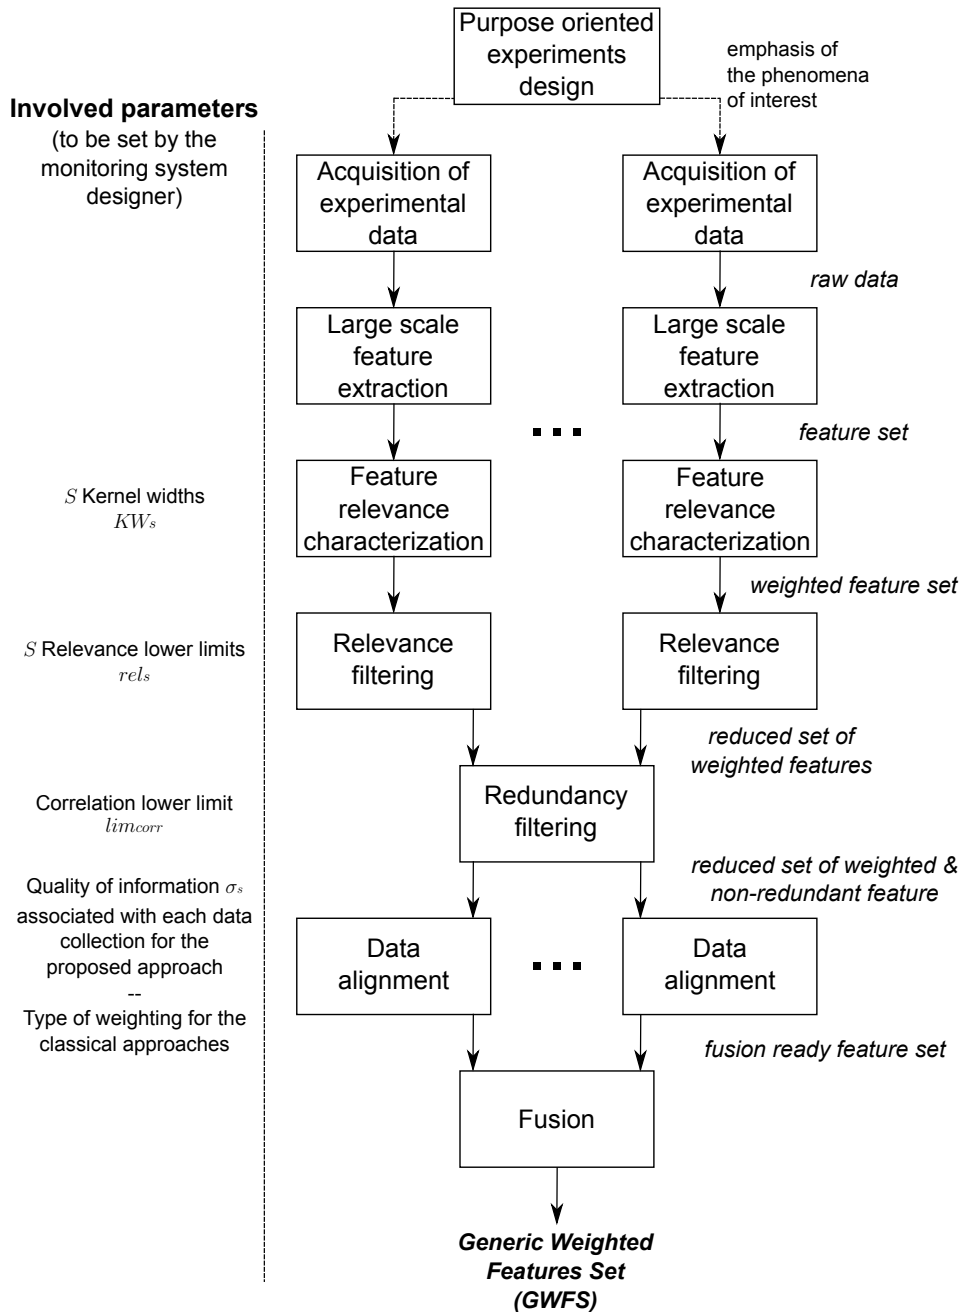 Purpose oriented
experiments
design
emphasis of
the phenomena
of interest
Involved parameters
(to be set by the
monitoring system
designer)
Acquisition of
experimental
data
Acquisition of
experimental
data
raw data
Large scale
feature
extraction
Large scale
feature
extraction
feature set
S Kernel widths
KWs
Feature
relevance
characterization
Feature
relevance
characterization
weighted feature set
S Relevance lower limits
rels
Relevance
filtering
Relevance
filtering
reduced set of
weighted features
Correlation lower limit
limcorr
Redundancy
filtering
reduced set of weighted &
non-redundant feature
Quality of information σs
associated with each data
collection for the
proposed approach
--
Type of weighting for the
classical approaches
Data
alignment
Data
alignment
fusion ready feature set
Fusion
Generic Weighted
Features Set
(GWFS)